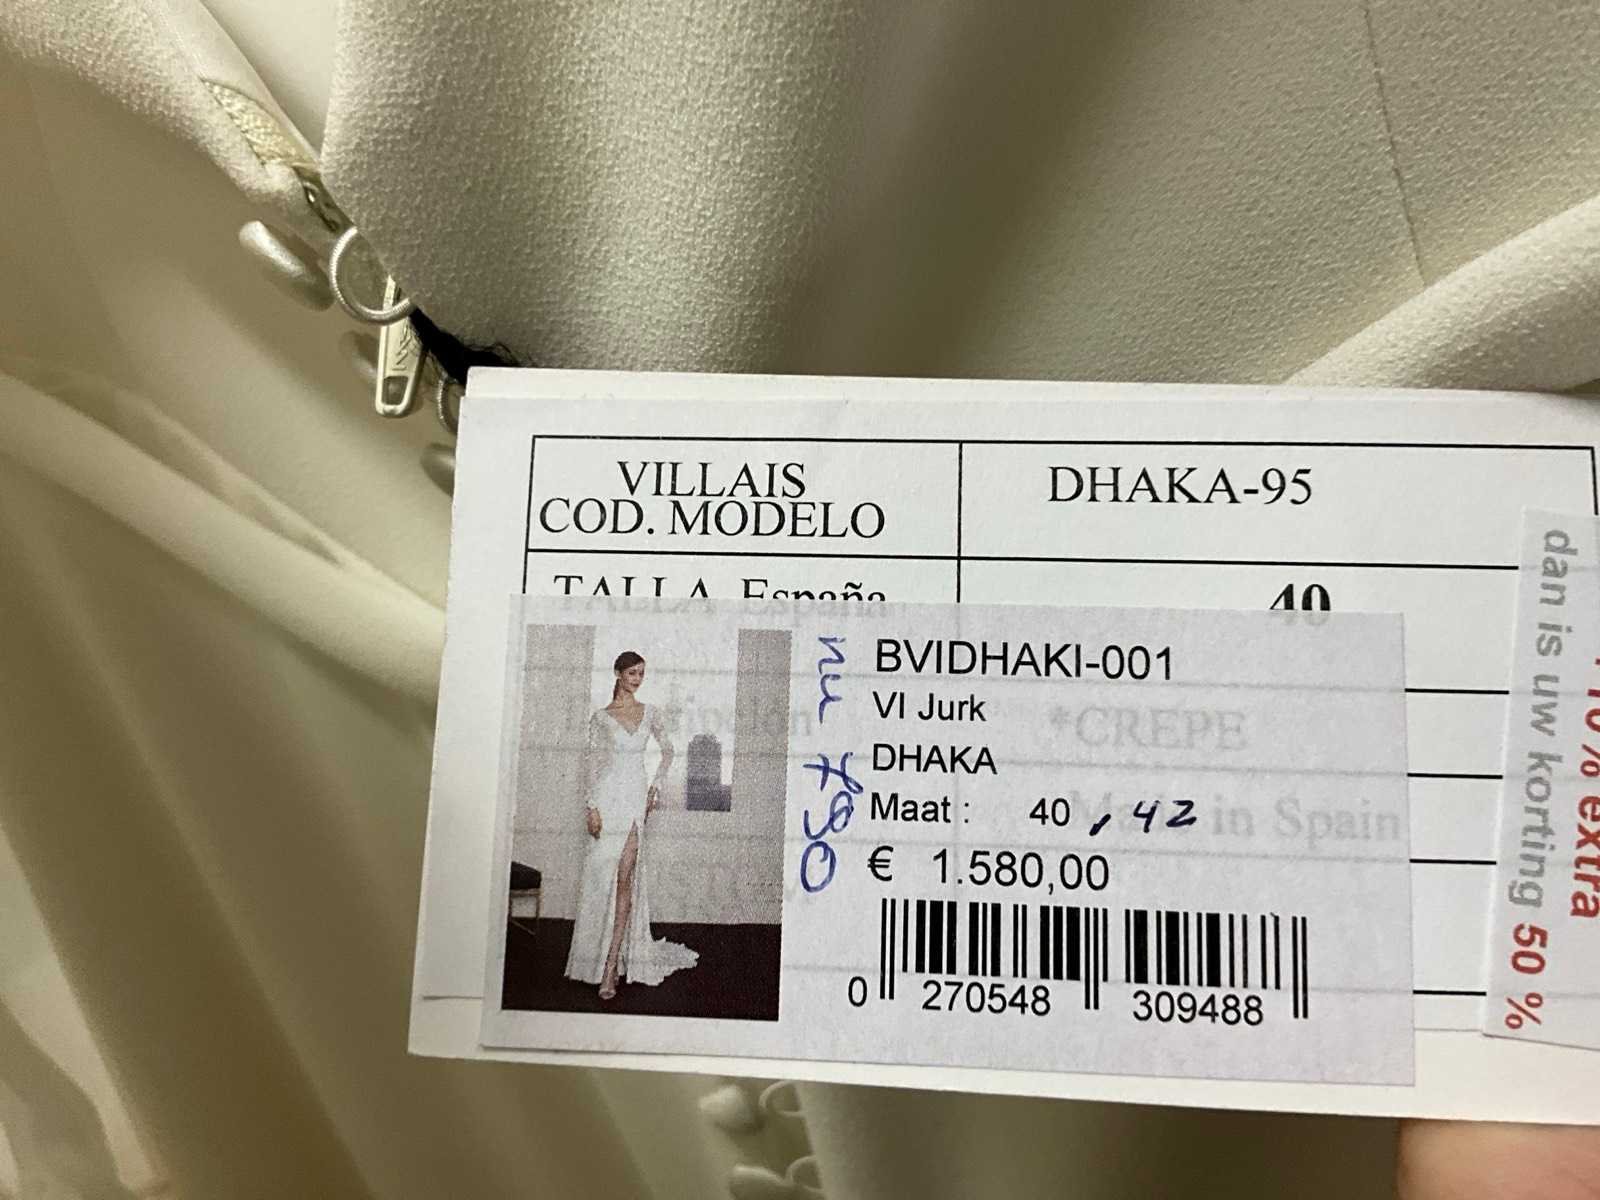 VILLAIS
COD. MODELO
DHAKA-95
TALLA España
40
*CREPE
Made in Spain
nu 790
BVIDHAKI-001
VI Jurk
DHAKA
Maat : 40, 42
€ 1.580,00
0 270548 309488
10% extra
dan is uw korting 50 %